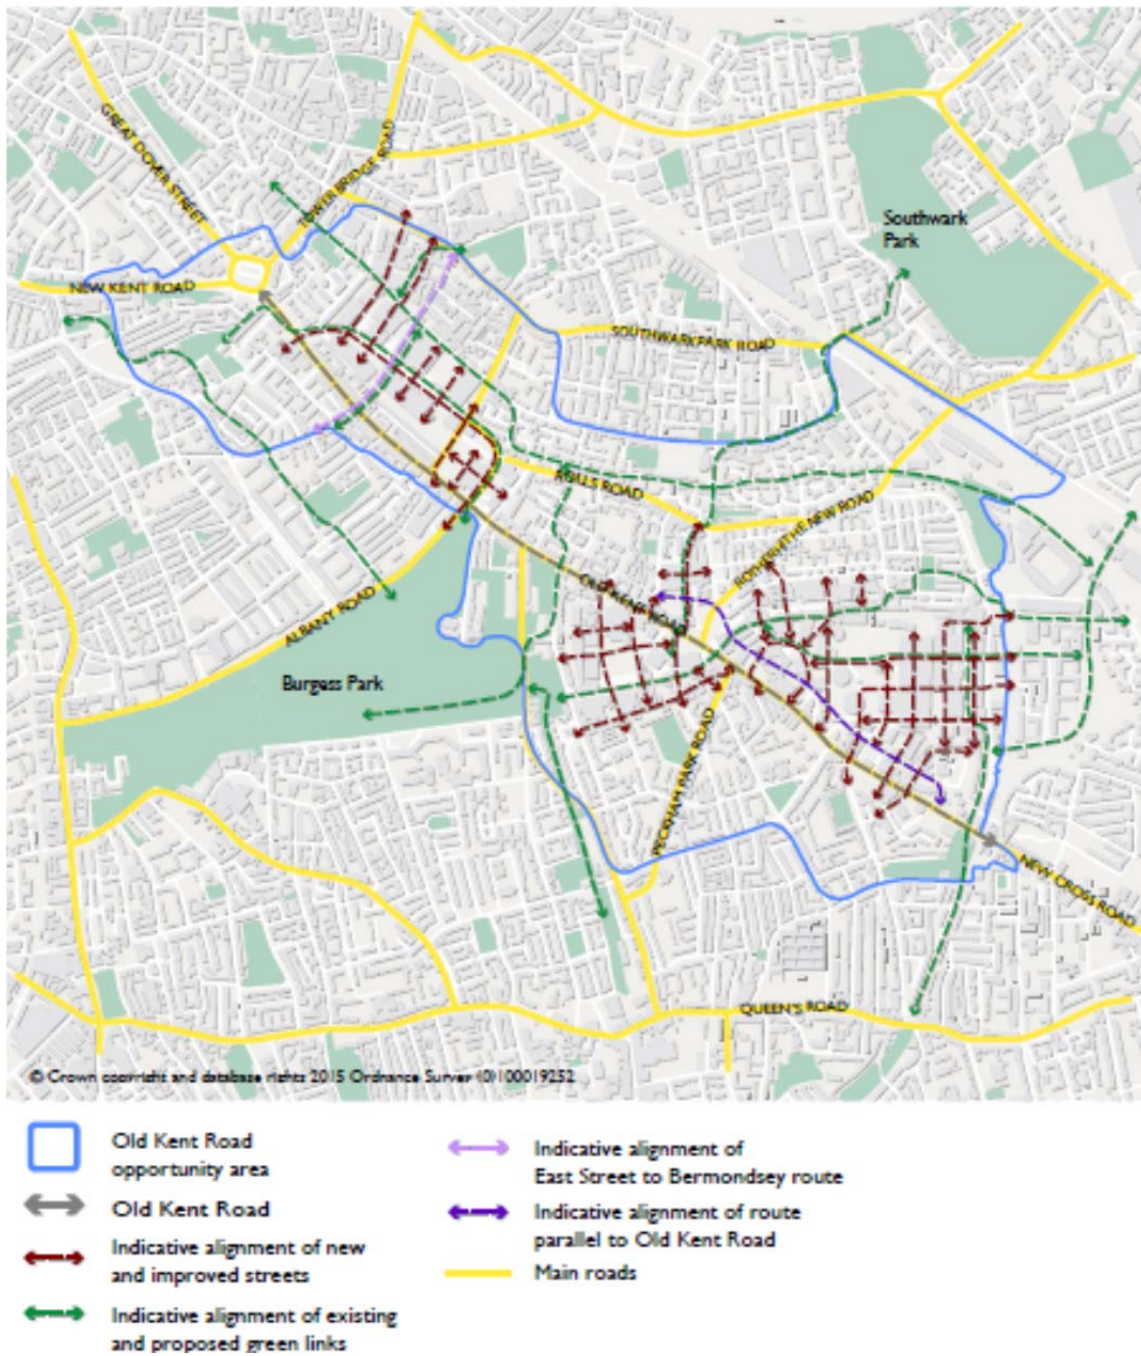 GREAT DOVER STREET
TOWER BRIDGE ROAD
Southwark
Park
NEW KENT ROAD
SOUTHWARK PARK ROAD
ROLLS ROAD
ROTHERHITHE NEW ROAD
OLD KENT ROAD
ALBANY ROAD
Burgess Park
PECKHAM PARK ROAD
NEW CROSS ROAD
QUEEN'S ROAD
© Crown copyright and database rights 2015 Ordnance Survey (0)100019252
Old Kent Road
opportunity area
Old Kent Road
Indicative alignment of new
and improved streets
Indicative alignment of existing
and proposed green links
Indicative alignment of
East Street to Bermondsey route
Indicative alignment of route
parallel to Old Kent Road
Main roads